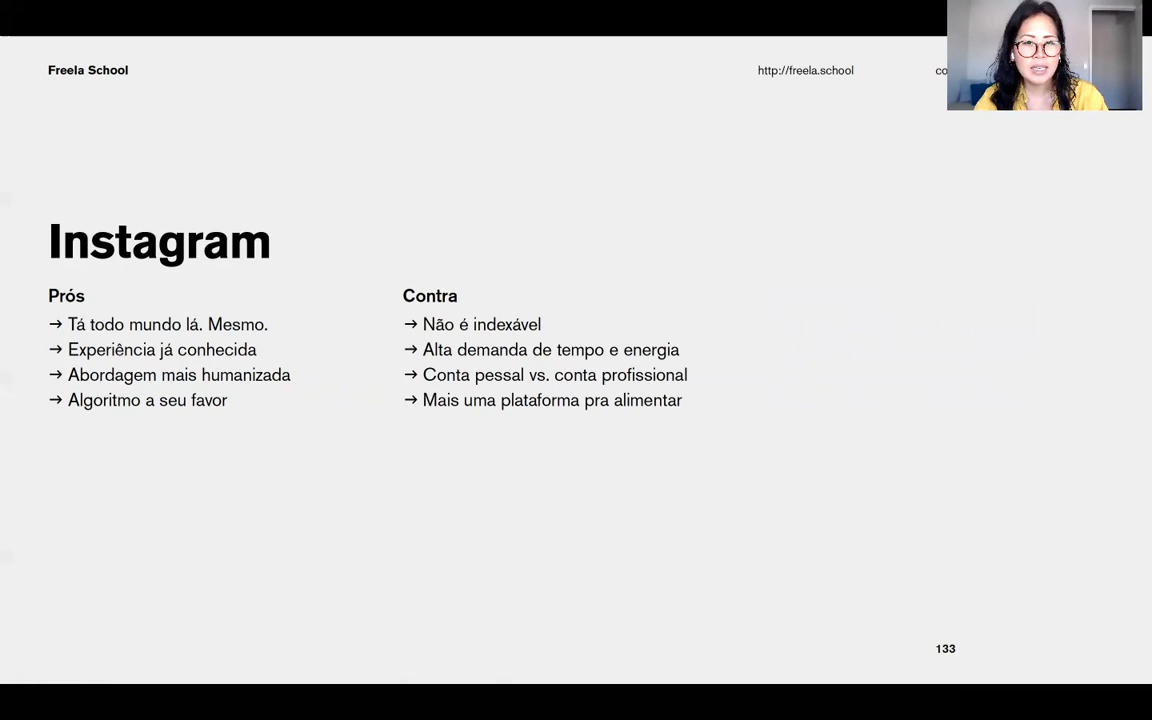 Freela School
http://freela.school
co
Instagram
Prós
→ Tá todo mundo lá. Mesmo.
→ Experiência já conhecida
→ Abordagem mais humanizada
→ Algoritmo a seu favor
Contra
→ Não é indexável
→ Alta demanda de tempo e energia
→ Conta pessal vs. conta profissional
→ Mais uma plataforma pra alimentar
133